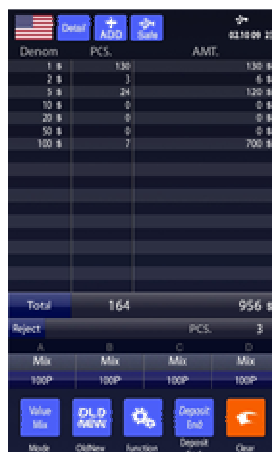 Detail ADD Safe 02.10.09
Denom PCS. AMT.
1 $ 130 130 $
2 $ 3 6 $
5 $ 24 120 $
10 $ 0 0 $
20 $ 0 0 $
50 $ 0 0 $
100 $ 7 700 $
Total 164 956 $
Reject PCS. 3
A B C D
Mix Mix Mix Mix
100P 100P 100P 100P
Value Mix OLD NEW Deposit End
Mode OldNew Function Deposit Clear